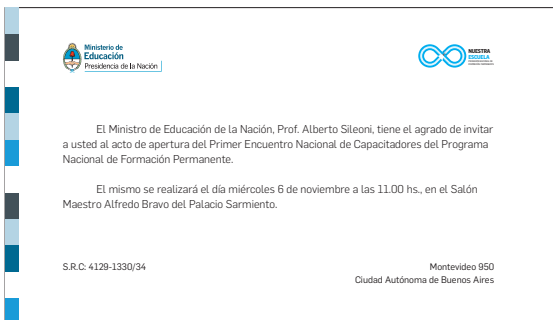 Ministerio de
Educación
Presidencia de la Nación
NUESTRA
ESCUELA
El Ministro de Educación de la Nación, Prof. Alberto Sileoni, tiene el agrado de invitar
a usted al acto de apertura del Primer Encuentro Nacional de Capacitadores del Programa
Nacional de Formación Permanente.
El mismo se realizará el día miércoles 6 de noviembre a las 11.00 hs., en el Salón
Maestro Alfredo Bravo del Palacio Sarmiento.
S.R.C: 4129-1330/34
Montevideo 950
Ciudad Autónoma de Buenos Aires